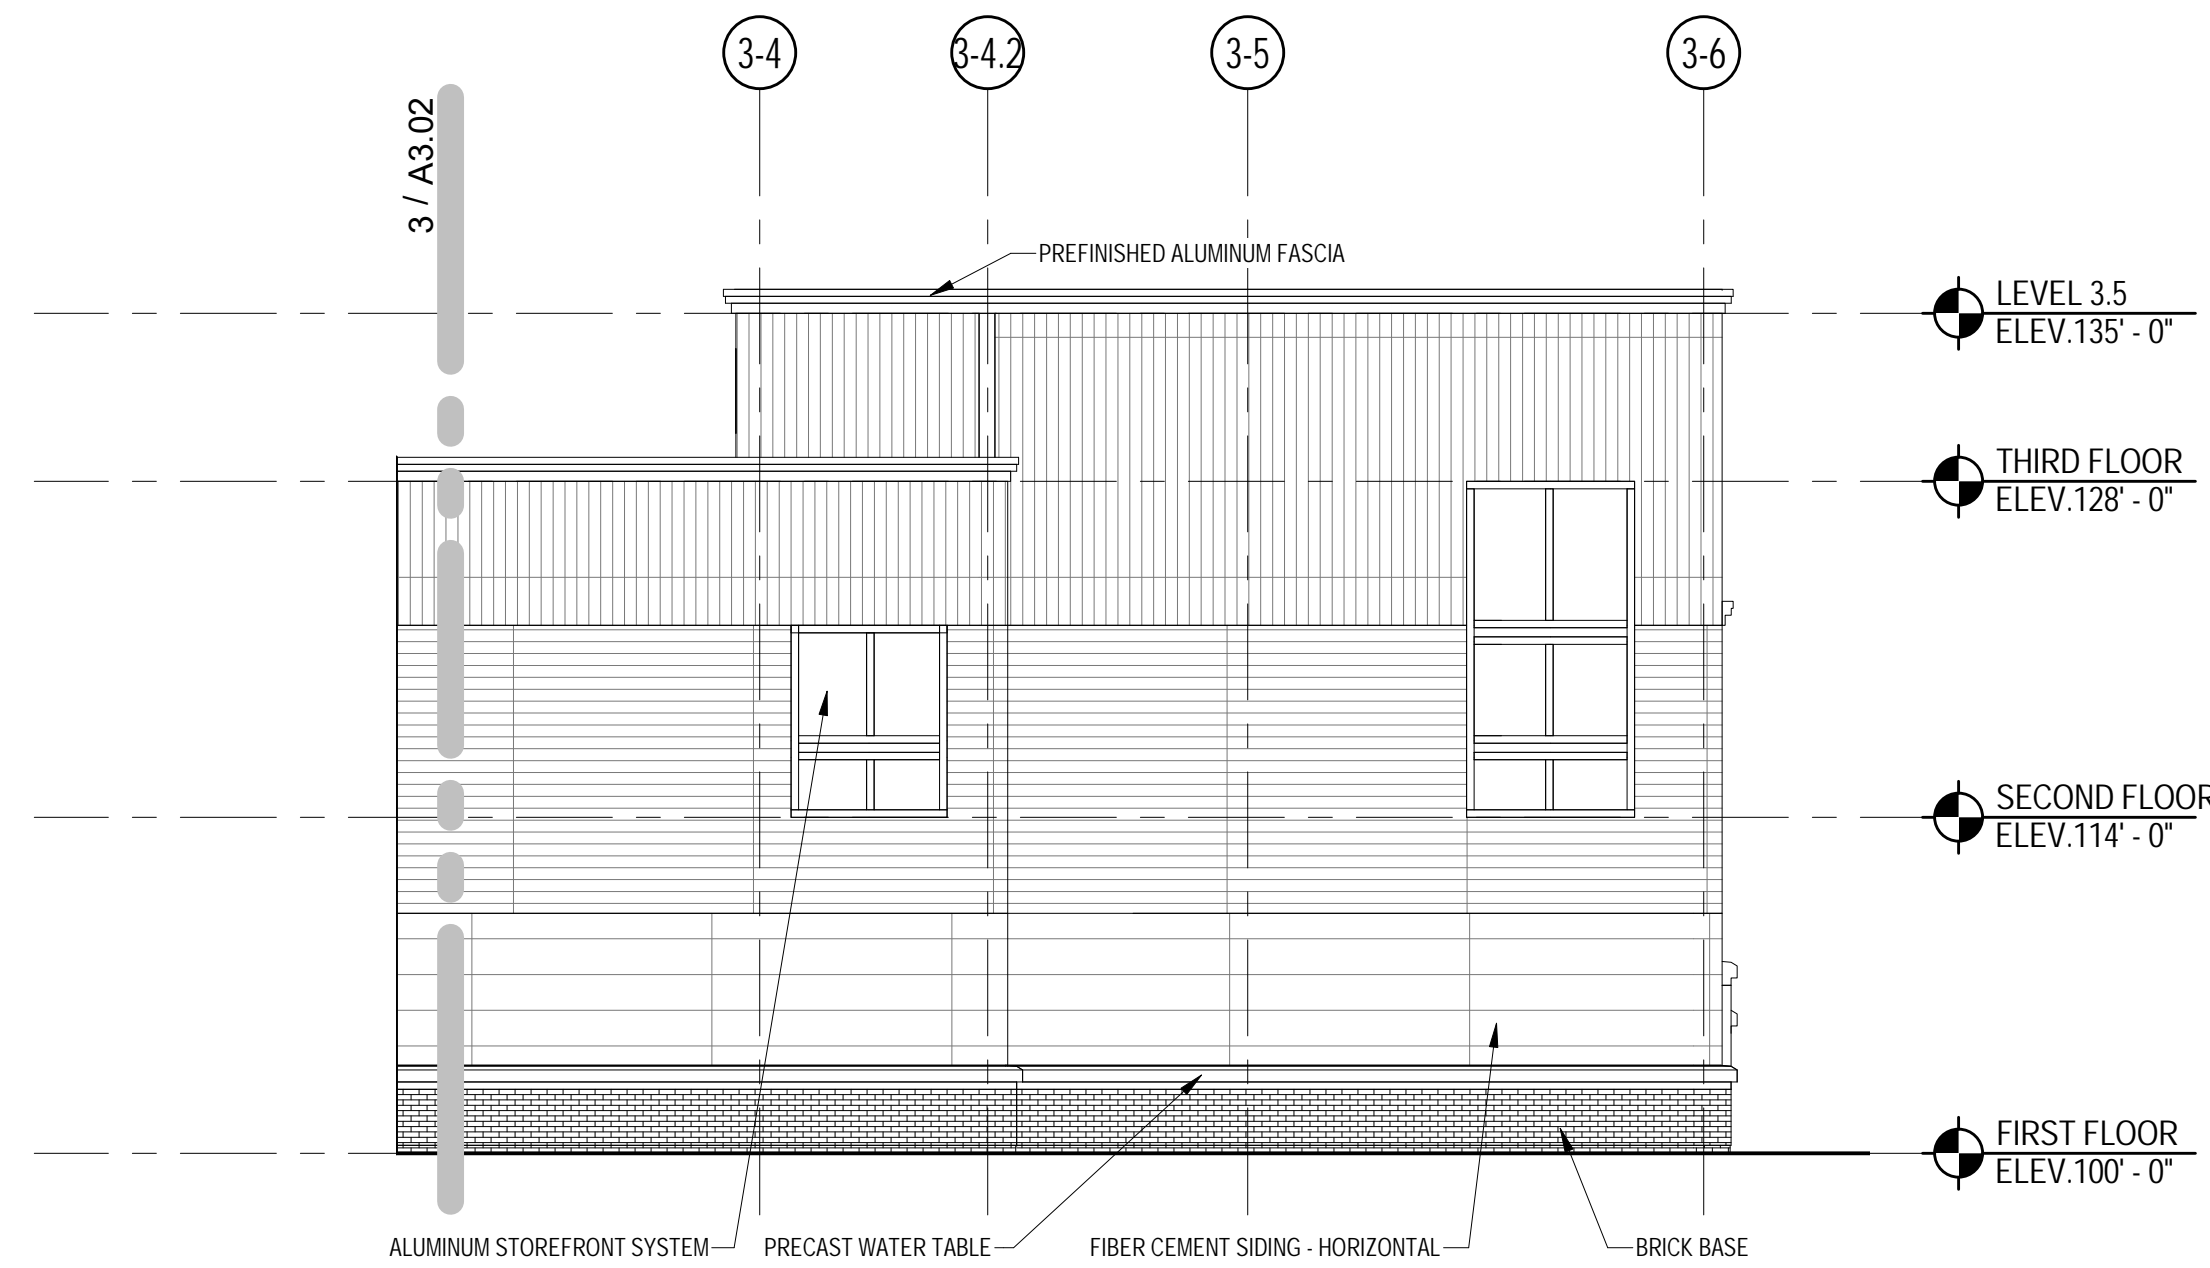 3-4
3-4.2
3-5
3-6
3 / A3.02
PREFINISHED ALUMINUM FASCIA
LEVEL 3.5
ELEV.135' - 0"
THIRD FLOOR
ELEV.128' - 0"
SECOND FLOOR
ELEV.114' - 0"
FIRST FLOOR
ELEV.100' - 0"
ALUMINUM STOREFRONT SYSTEM
PRECAST WATER TABLE
FIBER CEMENT SIDING - HORIZONTAL
BRICK BASE